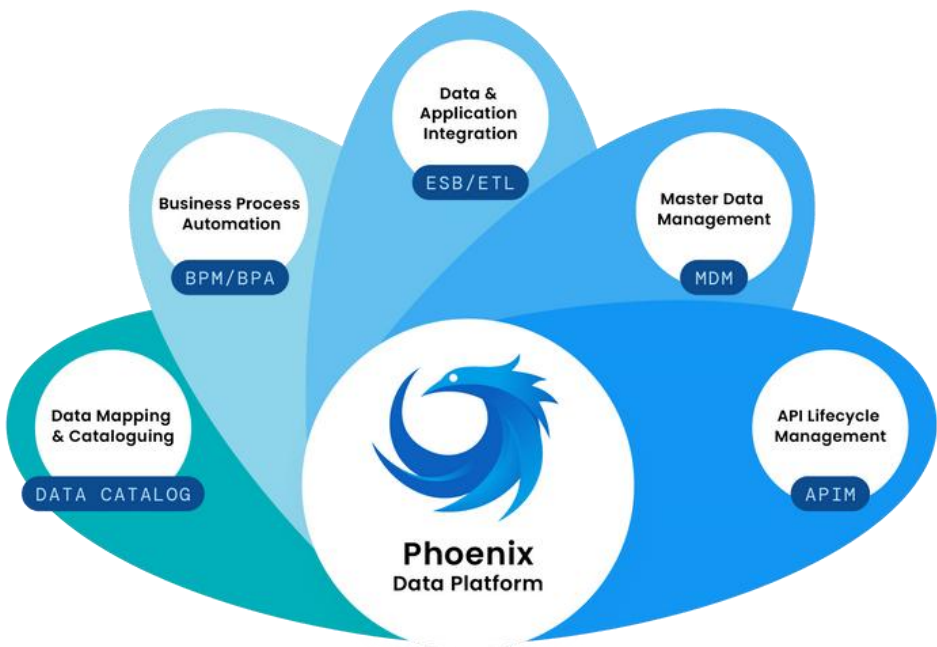 Data &
Application
Integration
ESB/ETL
Business Process
Automation
BPM/BPA
Master Data
Management
MDM
Data Mapping
& Cataloguing
DATA CATALOG
API Lifecycle
Management
APIM
Phoenix
Data Platform